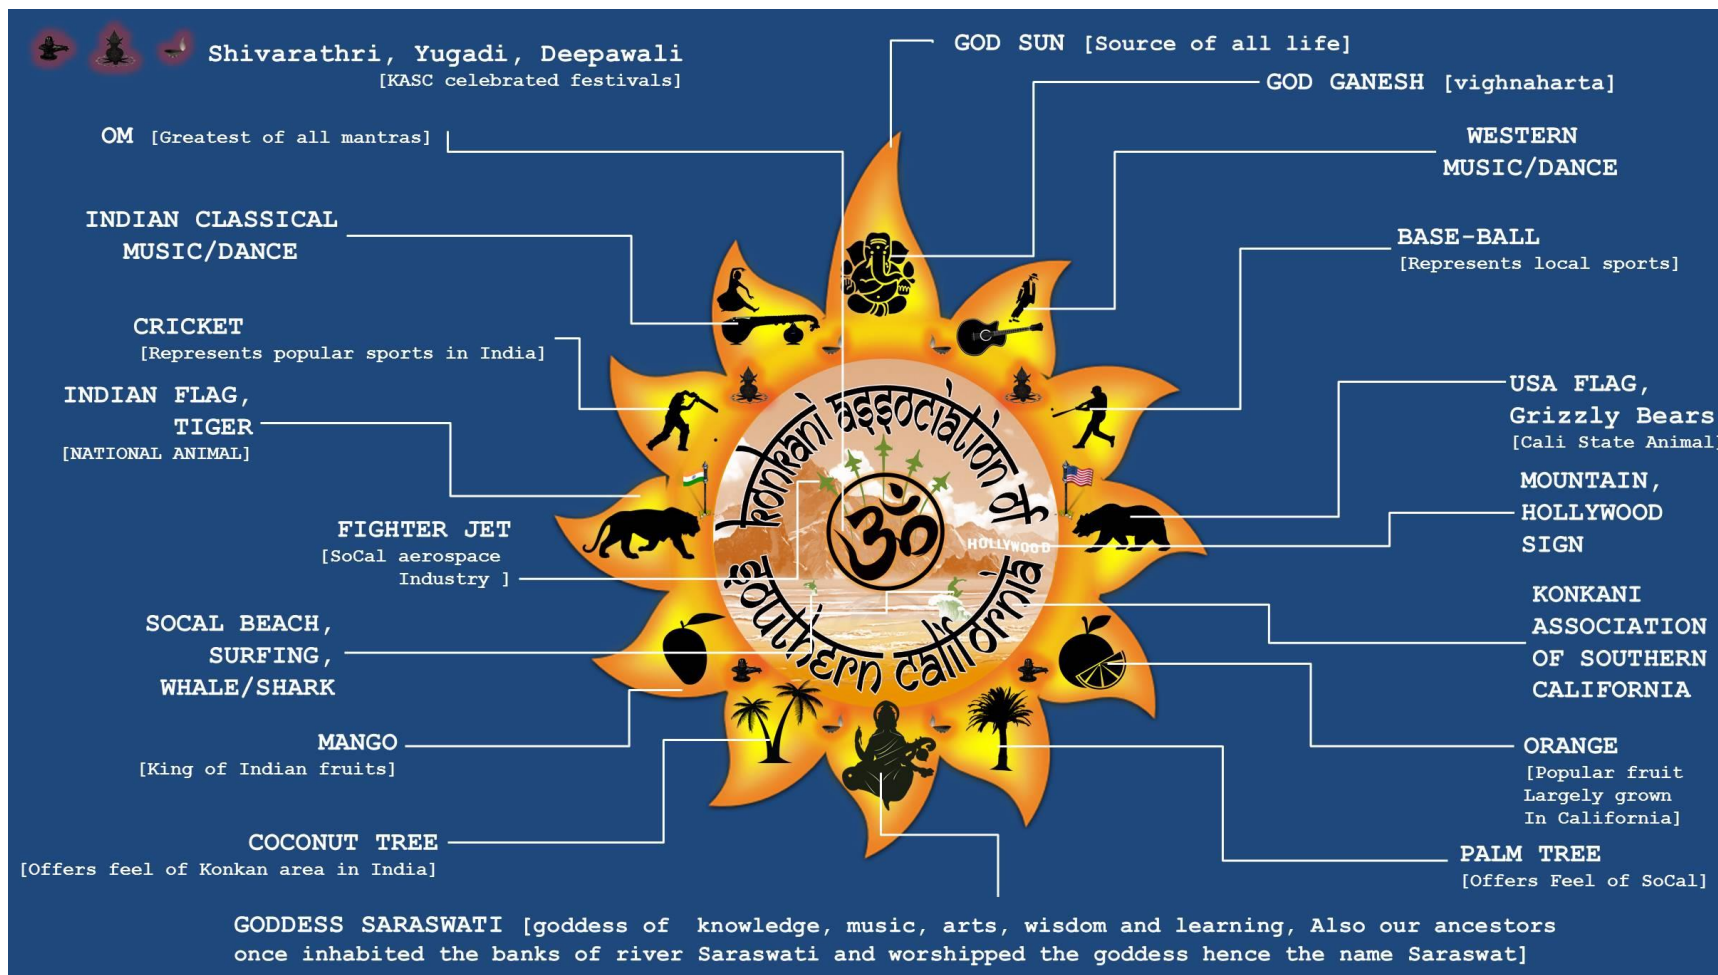 Shivarathri, Yugadi, Deepawali
[KASC celebrated festivals]
GOD SUN [Source of all life]
GOD GANESH [vighnaharta]
OM [Greatest of all mantras]
WESTERN
MUSIC/DANCE
INDIAN CLASSICAL
MUSIC/DANCE
BASE-BALL
[Represents local sports]
CRICKET
[Represents popular sports in India]
INDIAN FLAG,
TIGER
[NATIONAL ANIMAL]
USA FLAG,
Grizzly Bears
[Cali State Animal]
MOUNTAIN,
HOLLYWOOD
SIGN
FIGHTER JET
[SoCal aerospace
Industry ]
konkani association of
southern california
ॐ
HOLLYWOOD
KONKANI
ASSOCIATION
OF SOUTHERN
CALIFORNIA
SOCAL BEACH,
SURFING,
WHALE/SHARK
MANGO
[King of Indian fruits]
ORANGE
[Popular fruit
Largely grown
In California]
COCONUT TREE
[Offers feel of Konkan area in India]
PALM TREE
[Offers Feel of SoCal]
GODDESS SARASWATI [goddess of knowledge, music, arts, wisdom and learning, Also our ancestors
once inhabited the banks of river Saraswati and worshipped the goddess hence the name Saraswat]